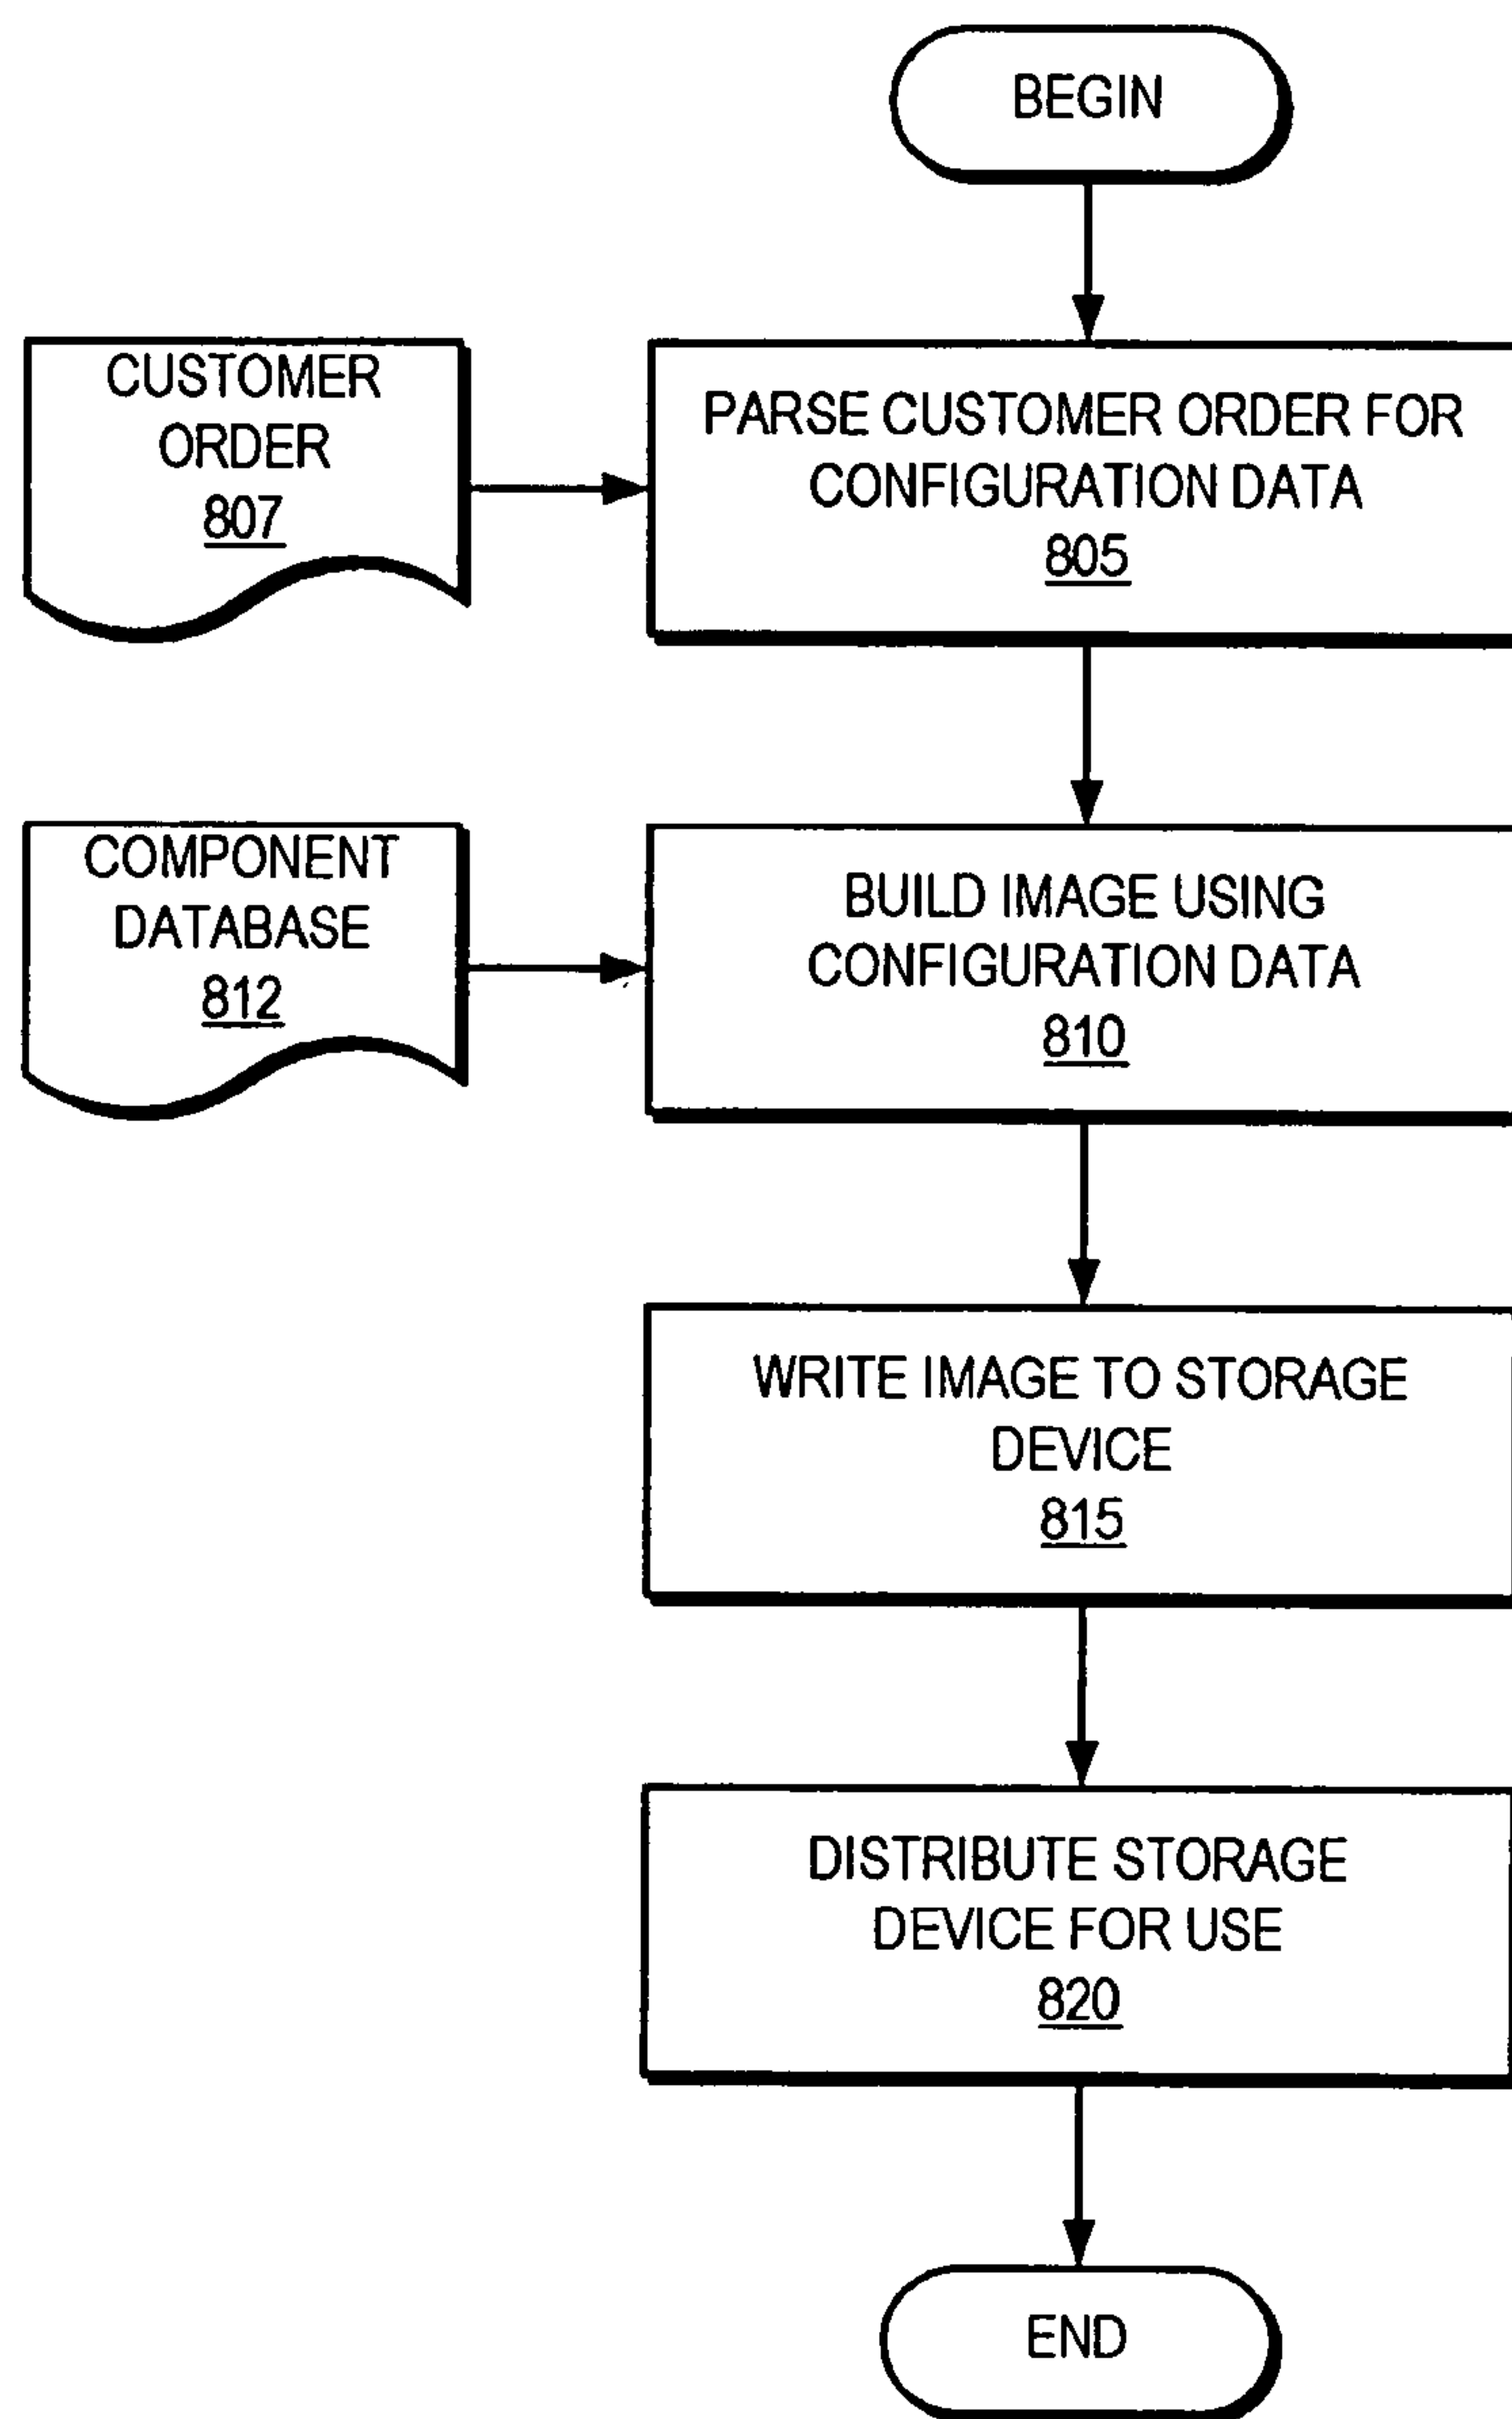 BEGIN
CUSTOMER
ORDER
807
PARSE CUSTOMER ORDER FOR
CONFIGURATION DATA
805
COMPONENT
DATABASE
812
BUILD IMAGE USING
CONFIGURATION DATA
810
WRITE IMAGE TO STORAGE
DEVICE
815
DISTRIBUTE STORAGE
DEVICE FOR USE
820
END